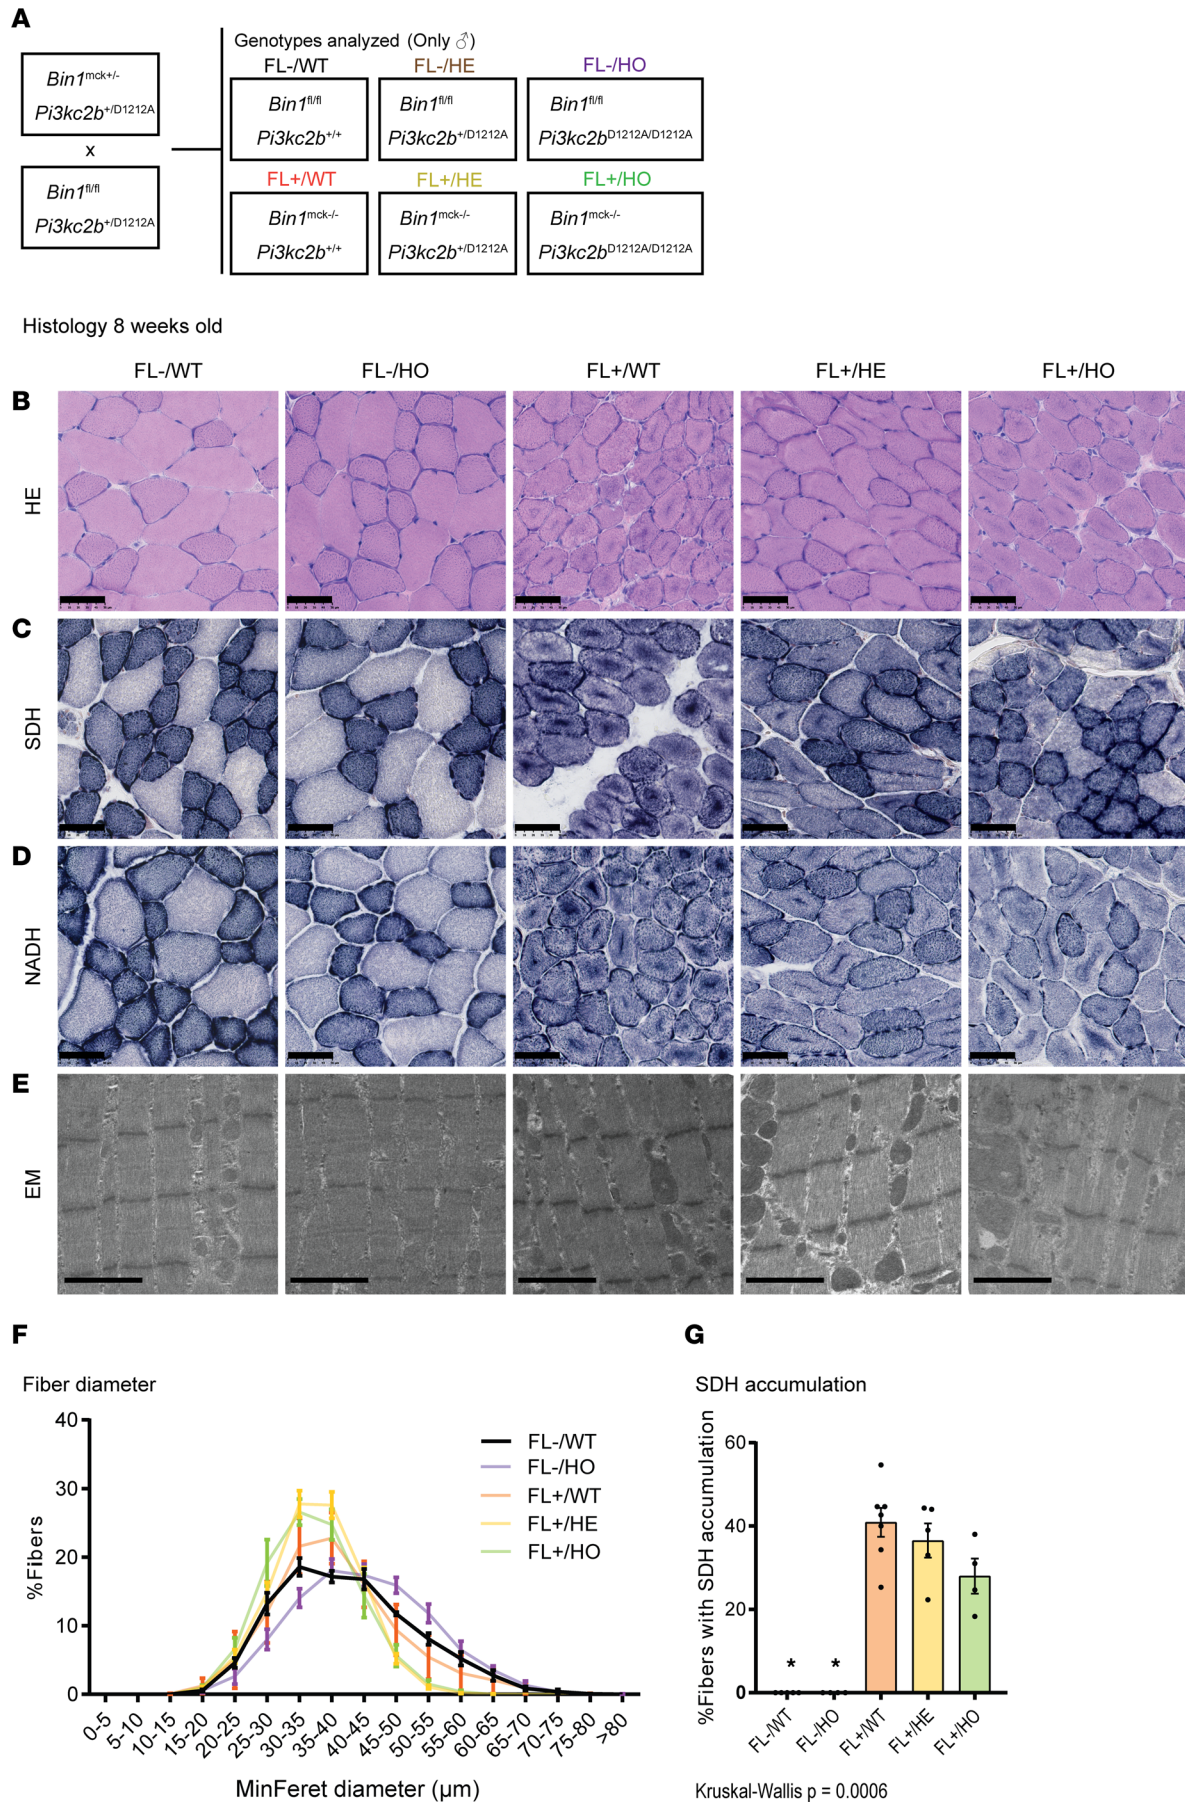 A
Bin1mck+/-
Pi3kc2b+/D1212A
x
Bin1fl/fl
Pi3kc2b+/D1212A
Genotypes analyzed (Only ♂)
FL-/WT FL-/HE FL-/HO
Bin1fl/fl Bin1fl/fl Bin1fl/fl
Pi3kc2b+/+ Pi3kc2b+/D1212A Pi3kc2bD1212A/D1212A
FL+/WT FL+/HE FL+/HO
Bin1mck-/- Bin1mck-/- Bin1mck-/-
Pi3kc2b+/+ Pi3kc2b+/D1212A Pi3kc2bD1212A/D1212A
Histology 8 weeks old
FL-/WT FL-/HO FL+/WT FL+/HE FL+/HO
B
HE
C
SDH
D
NADH
E
EM
F
Fiber diameter
%Fibers
40
30
20
10
0
FL-/WT
FL-/HO
FL+/WT
FL+/HE
FL+/HO
0-5 5-10 10-15 15-20 20-25 25-30 30-35 35-40 40-45 45-50 50-55 55-60 60-65 65-70 70-75 75-80 >80
MinFeret diameter (µm)
G
SDH accumulation
%Fibers with SDH accumulation
60
40
20
0
* *
FL-/WT FL-/HO FL+/WT FL+/HE FL+/HO
Kruskal-Wallis p = 0.0006